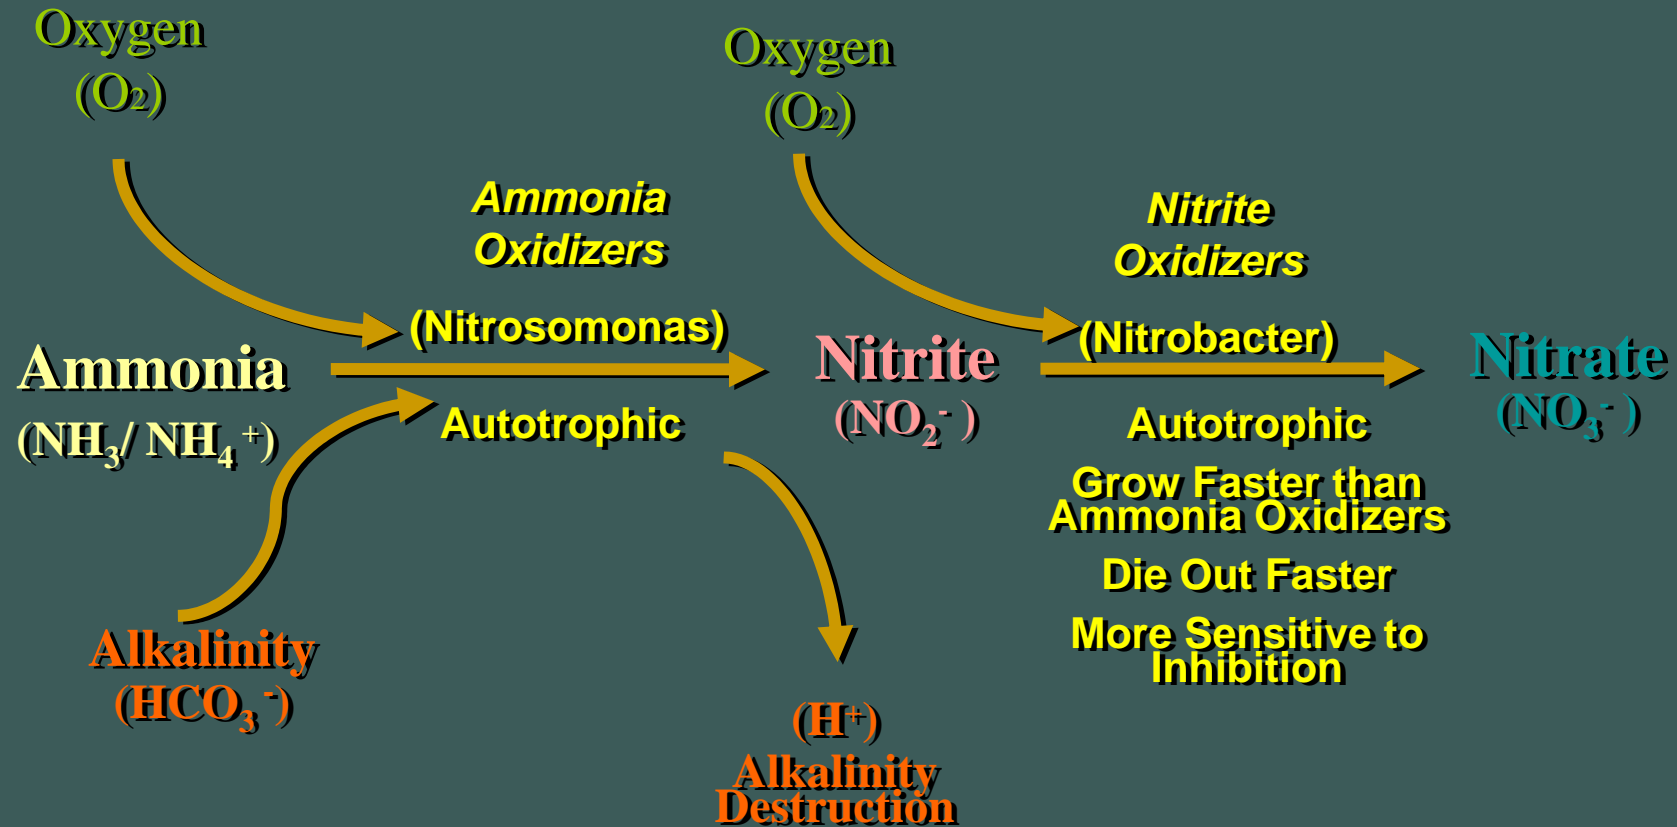 Oxygen
(O2)
Oxygen
(O2)
Ammonia
Oxidizers
(Nitrosomonas)
Nitrite
Oxidizers
(Nitrobacter)
Ammonia
(NH3/ NH4 +)
Autotrophic
Nitrite
(NO2- )
Autotrophic
Grow Faster than
Ammonia Oxidizers
Die Out Faster
More Sensitive to
Inhibition
Nitrate
(NO3- )
Alkalinity
(HCO3 -)
(H+)
Alkalinity
Destruction